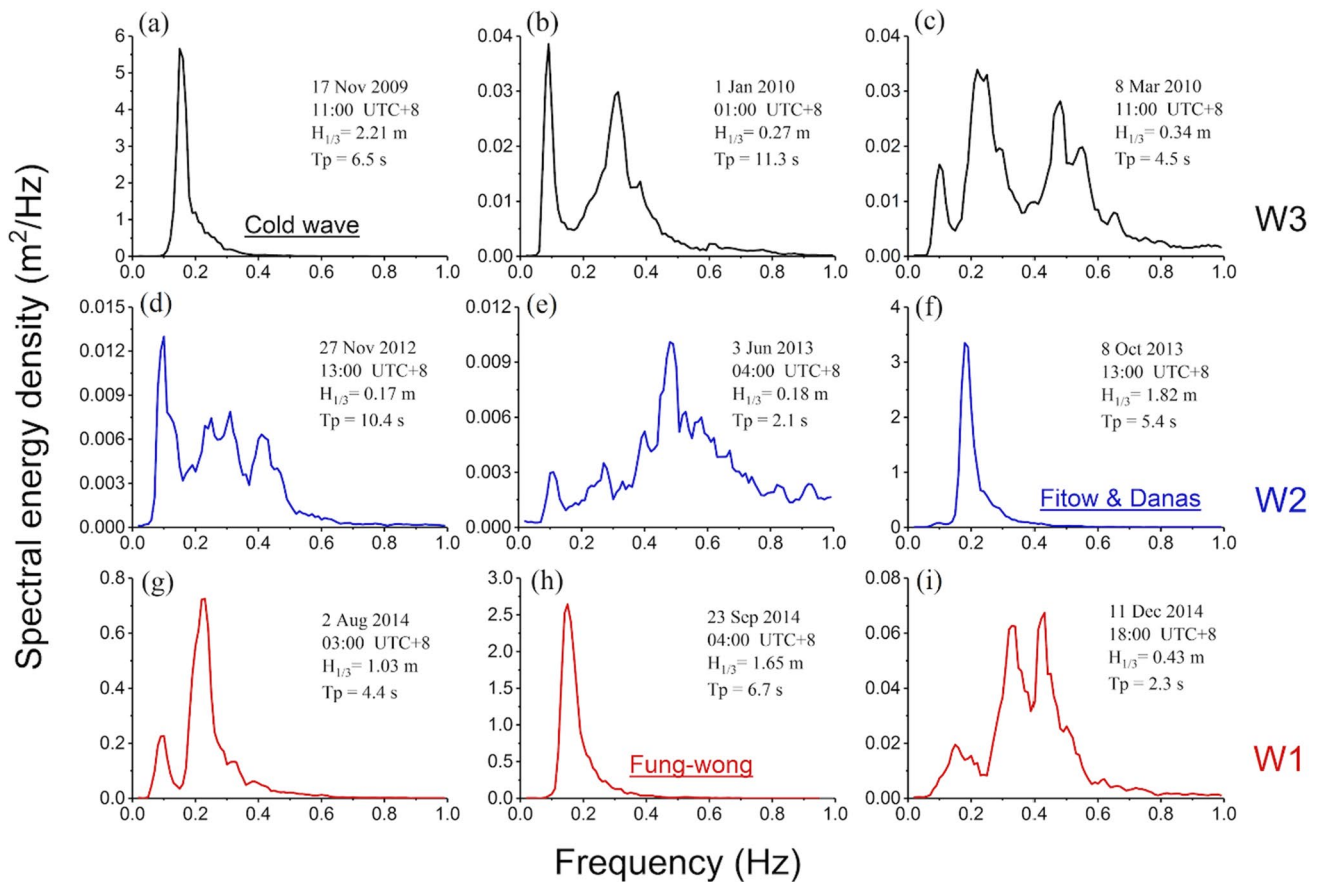 Spectral energy density (m²/Hz)
(a)
6
5
4
3
2
1
0
0.0 0.2 0.4 0.6 0.8 1.0
17 Nov 2009
11:00 UTC+8
H1/3= 2.21 m
Tp = 6.5 s
Cold wave
(b)
0.04
0.03
0.02
0.01
0.00
0.0 0.2 0.4 0.6 0.8 1.0
1 Jan 2010
01:00 UTC+8
H1/3= 0.27 m
Tp = 11.3 s
(c)
0.04
0.03
0.02
0.01
0.00
0.0 0.2 0.4 0.6 0.8 1.0
8 Mar 2010
11:00 UTC+8
H1/3= 0.34 m
Tp = 4.5 s
W3
(d)
0.015
0.012
0.009
0.006
0.003
0.000
0.0 0.2 0.4 0.6 0.8 1.0
27 Nov 2012
13:00 UTC+8
H1/3= 0.17 m
Tp = 10.4 s
(e)
0.012
0.009
0.006
0.003
0.000
0.0 0.2 0.4 0.6 0.8 1.0
3 Jun 2013
04:00 UTC+8
H1/3= 0.18 m
Tp = 2.1 s
(f)
4
3
2
1
0
0.0 0.2 0.4 0.6 0.8 1.0
8 Oct 2013
13:00 UTC+8
H1/3= 1.82 m
Tp = 5.4 s
Fitow & Danas
W2
(g)
0.8
0.6
0.4
0.2
0.0
0.0 0.2 0.4 0.6 0.8 1.0
2 Aug 2014
03:00 UTC+8
H1/3= 1.03 m
Tp = 4.4 s
(h)
3.0
2.5
2.0
1.5
1.0
0.5
0.0
0.0 0.2 0.4 0.6 0.8 1.0
23 Sep 2014
04:00 UTC+8
H1/3= 1.65 m
Tp = 6.7 s
Fung-wong
(i)
0.08
0.06
0.04
0.02
0.00
0.0 0.2 0.4 0.6 0.8 1.0
11 Dec 2014
18:00 UTC+8
H1/3= 0.43 m
Tp = 2.3 s
W1
Frequency (Hz)